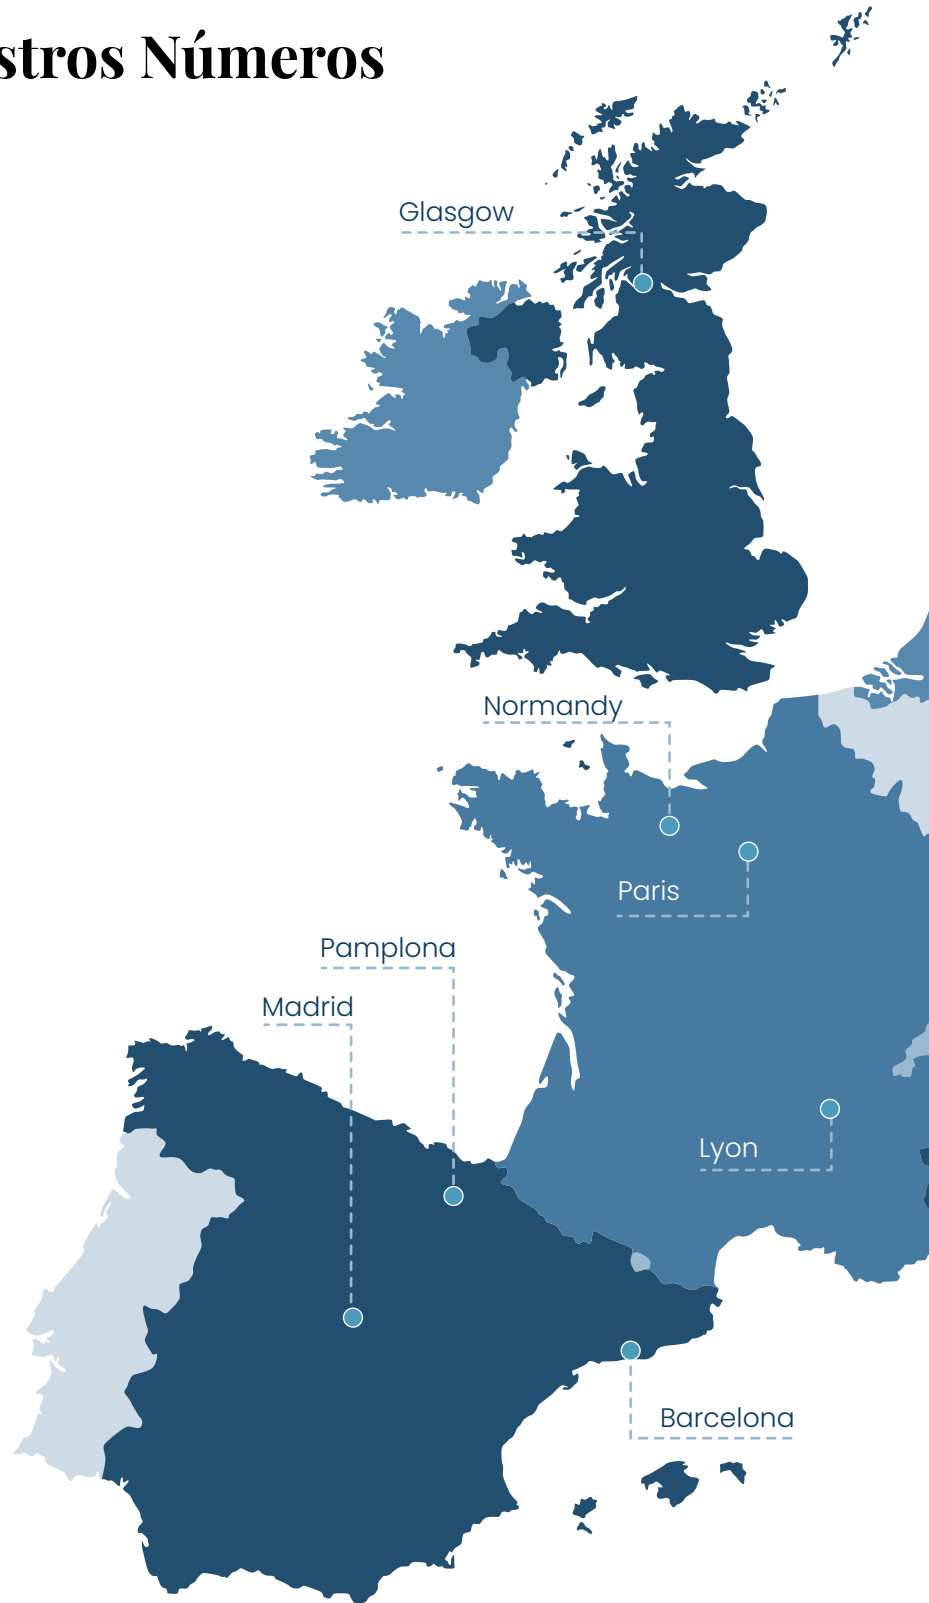 stros Números
Glasgow
Normandy
Paris
Pamplona
Madrid
Lyon
Barcelona